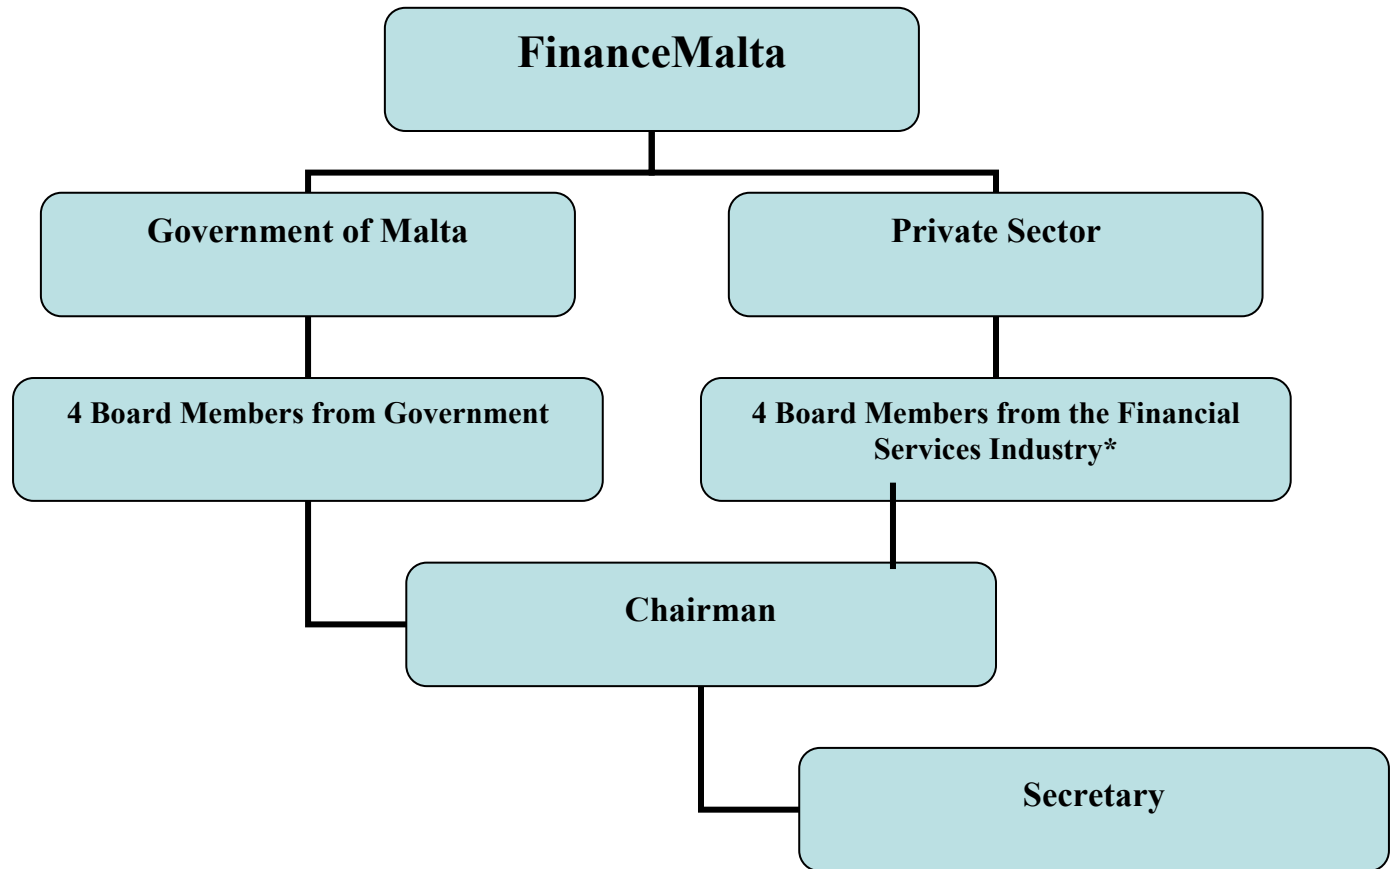 FinanceMalta
Government of Malta
Private Sector
4 Board Members from Government
4 Board Members from the Financial
Services Industry*
Chairman
Secretary